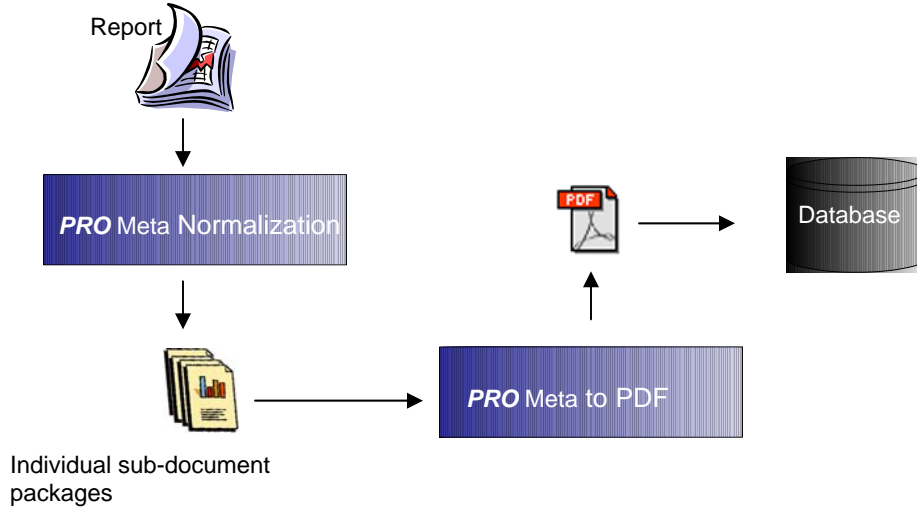 Report
PRO Meta Normalization
PDF
Database
PRO Meta to PDF
Individual sub-document
packages